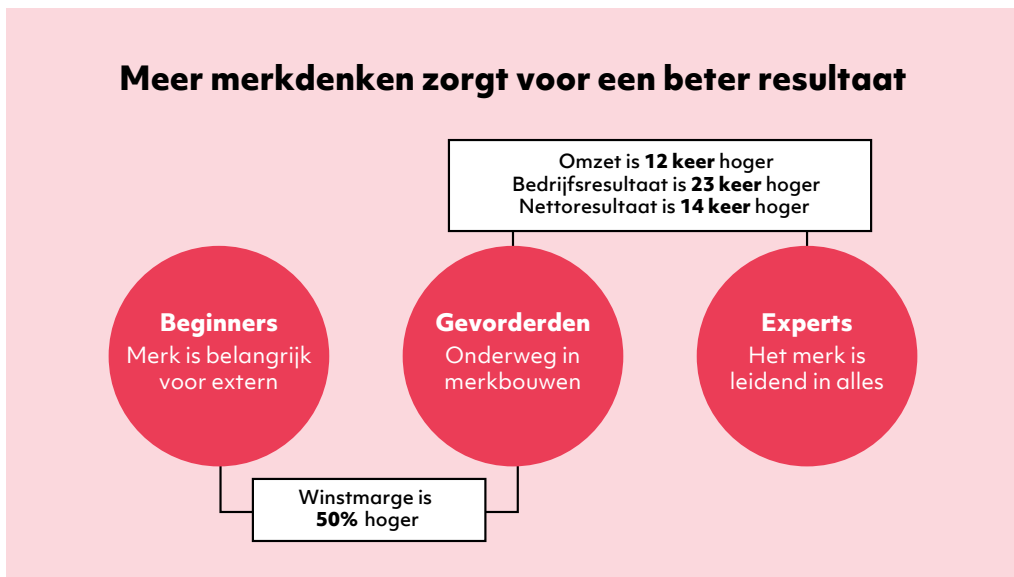 Meer merkdenken zorgt voor een beter resultaat
Omzet is 12 keer hoger
Bedrijfsresultaat is 23 keer hoger
Nettoresultaat is 14 keer hoger
Beginners
Merk is belangrijk
voor extern
Gevorderden
Onderweg in
merkbouwen
Experts
Het merk is
leidend in alles
Winstmarge is
50% hoger